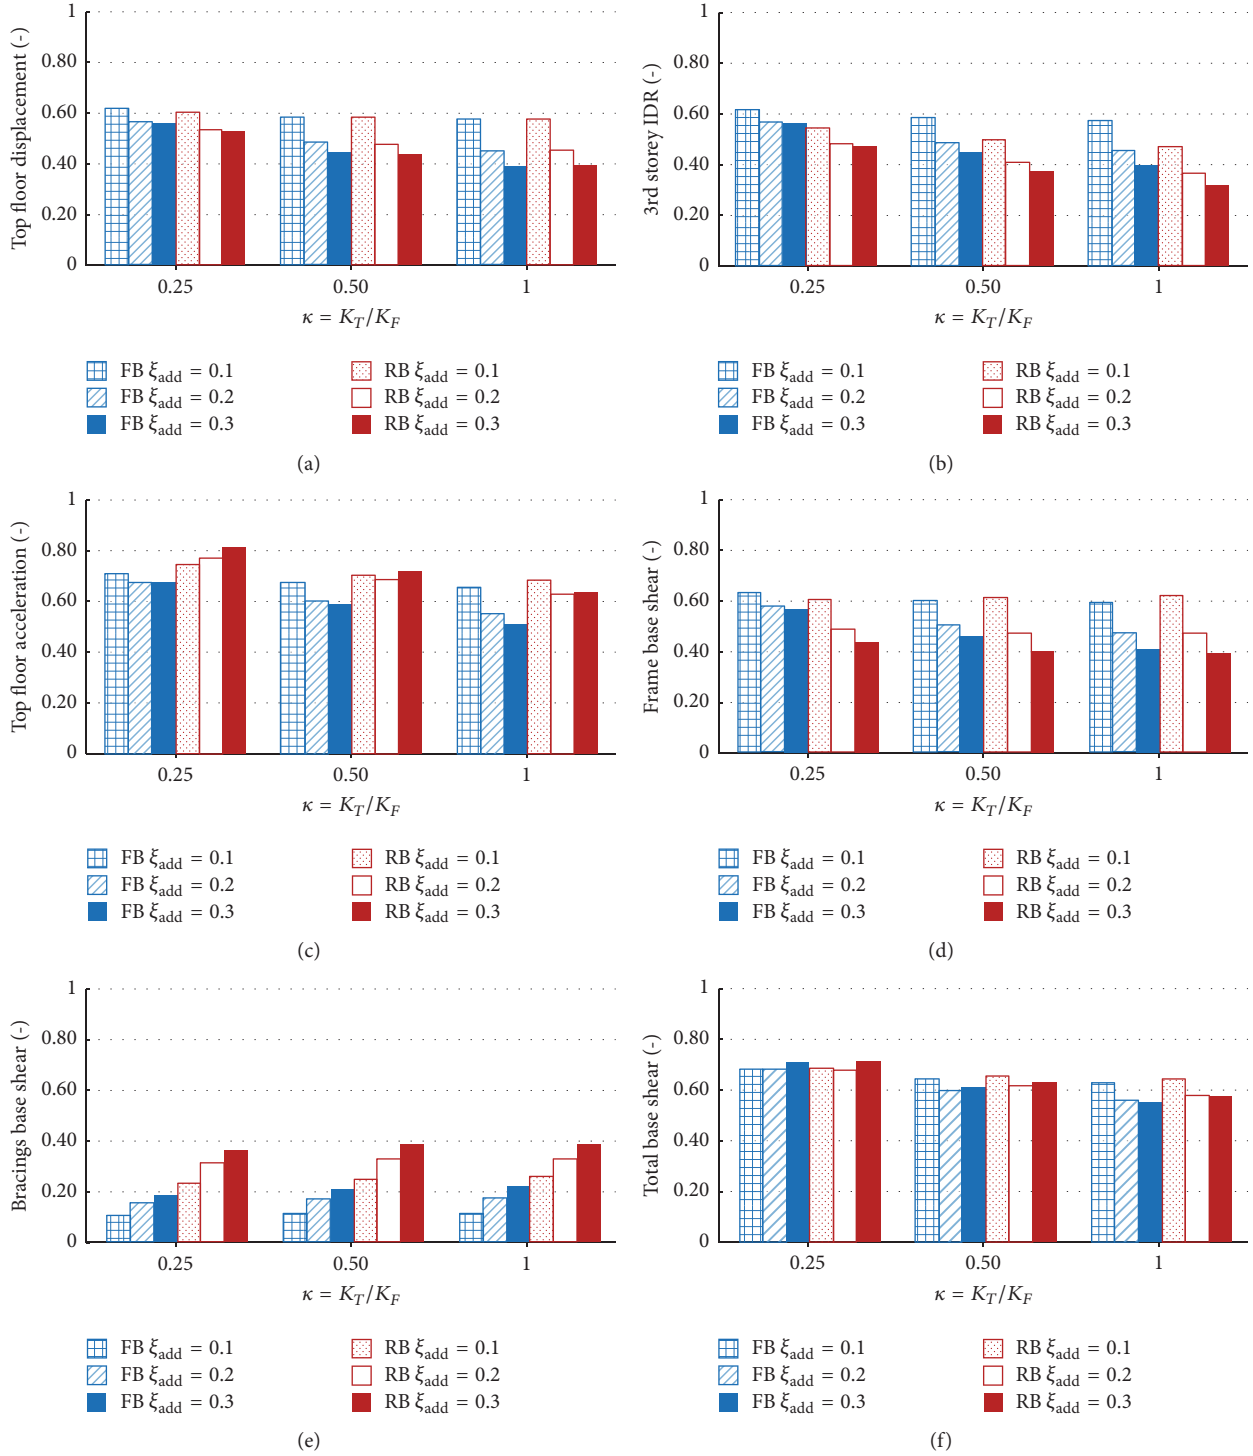 Top floor displacement (-)
1
0.80
0.60
0.40
0.20
0
0.25 0.50 1
κ = K_T/K_F
FB ξ_add = 0.1 RB ξ_add = 0.1
FB ξ_add = 0.2 RB ξ_add = 0.2
FB ξ_add = 0.3 RB ξ_add = 0.3
(a)
3rd storey IDR (-)
1
0.80
0.60
0.40
0.20
0
0.25 0.50 1
κ = K_T/K_F
FB ξ_add = 0.1 RB ξ_add = 0.1
FB ξ_add = 0.2 RB ξ_add = 0.2
FB ξ_add = 0.3 RB ξ_add = 0.3
(b)
Top floor acceleration (-)
1
0.80
0.60
0.40
0.20
0
0.25 0.50 1
κ = K_T/K_F
FB ξ_add = 0.1 RB ξ_add = 0.1
FB ξ_add = 0.2 RB ξ_add = 0.2
FB ξ_add = 0.3 RB ξ_add = 0.3
(c)
Frame base shear (-)
1
0.80
0.60
0.40
0.20
0
0.25 0.50 1
κ = K_T/K_F
FB ξ_add = 0.1 RB ξ_add = 0.1
FB ξ_add = 0.2 RB ξ_add = 0.2
FB ξ_add = 0.3 RB ξ_add = 0.3
(d)
Bracings base shear (-)
1
0.80
0.60
0.40
0.20
0
0.25 0.50 1
κ = K_T/K_F
FB ξ_add = 0.1 RB ξ_add = 0.1
FB ξ_add = 0.2 RB ξ_add = 0.2
FB ξ_add = 0.3 RB ξ_add = 0.3
(e)
Total base shear (-)
1
0.80
0.60
0.40
0.20
0
0.25 0.50 1
κ = K_T/K_F
FB ξ_add = 0.1 RB ξ_add = 0.1
FB ξ_add = 0.2 RB ξ_add = 0.2
FB ξ_add = 0.3 RB ξ_add = 0.3
(f)